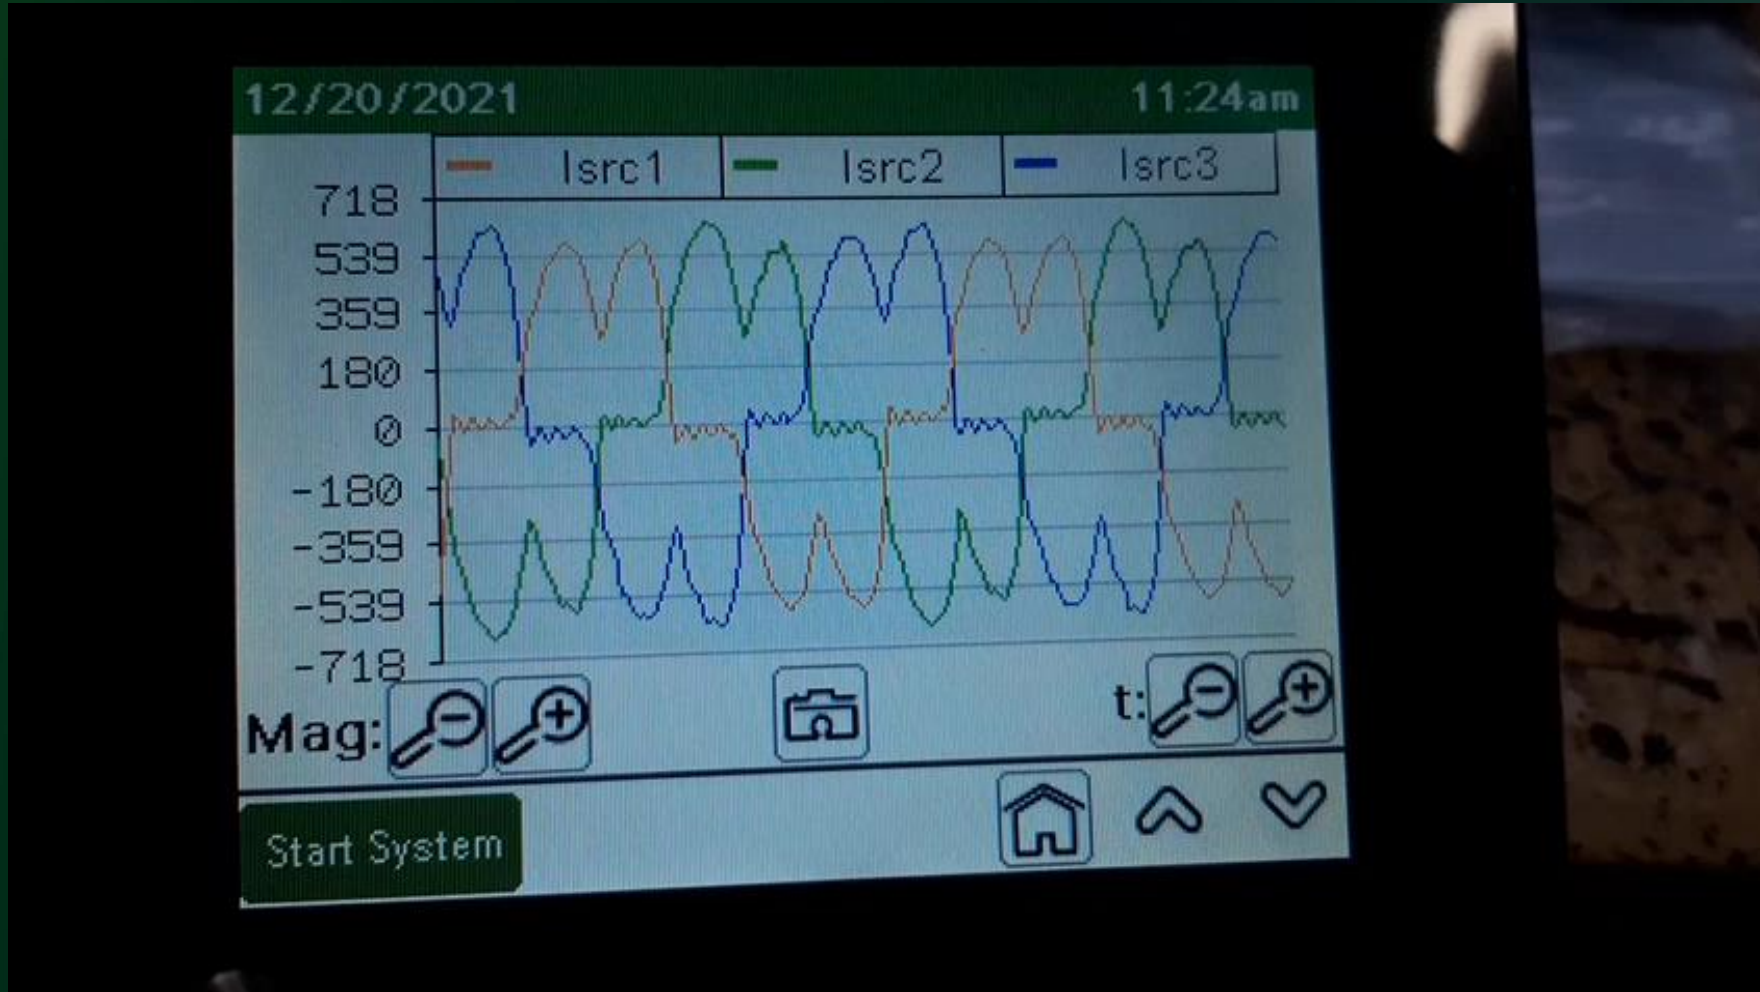 12/20/2021 11:24am
Isrc1 Isrc2 Isrc3
718
539
359
180
0
-180
-359
-539
-718
Mag: t:
Start System